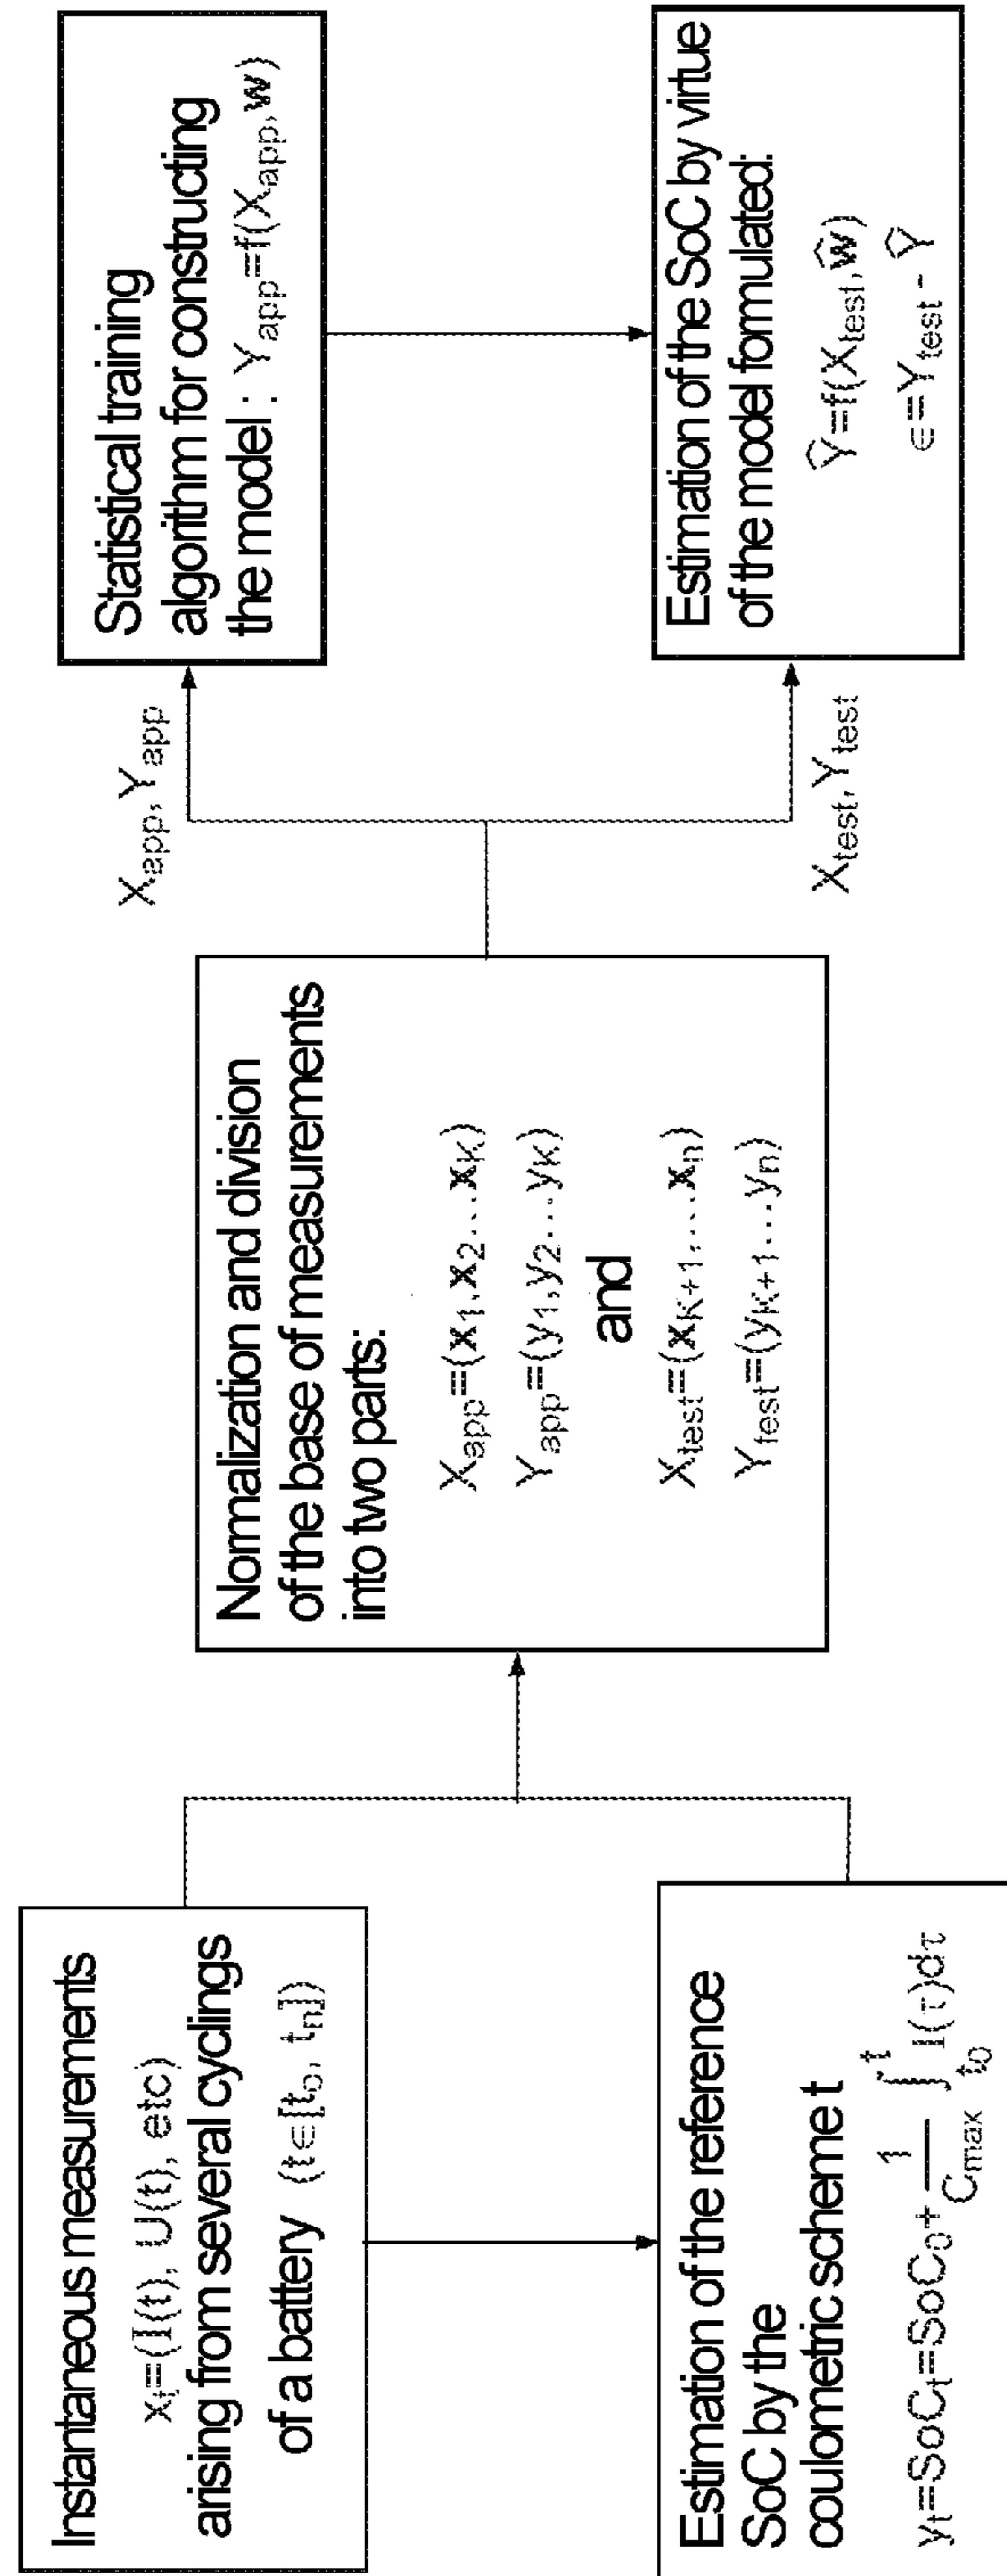 Instantaneous measurements
xₜ=(I(t), U(t), etc)
arising from several cyclings
of a battery (t∈[t₀, tₙ])
Estimation of the reference
SoC by the
coulometric scheme t
yₜ=SoCₜ=SoC₀+ 1/Cmax ∫ₜ₀ᵗ I(τ)dτ
Normalization and division
of the base of measurements
into two parts:
Xapp=(x₁,x₂...xK)
Yapp=(y₁,y₂...yK)
and
Xtest=(xK+1,...xₙ)
Ytest=(yK+1...yₙ)
Xapp,Yapp
Statistical training
algorithm for constructing
the model : Yapp=f(Xapp,w)
Xtest,Ytest
Estimation of the SoC by virtue
of the model formulated:
Ŷ=f(Xtest,ŵ)
∈=Ytest - Ŷ